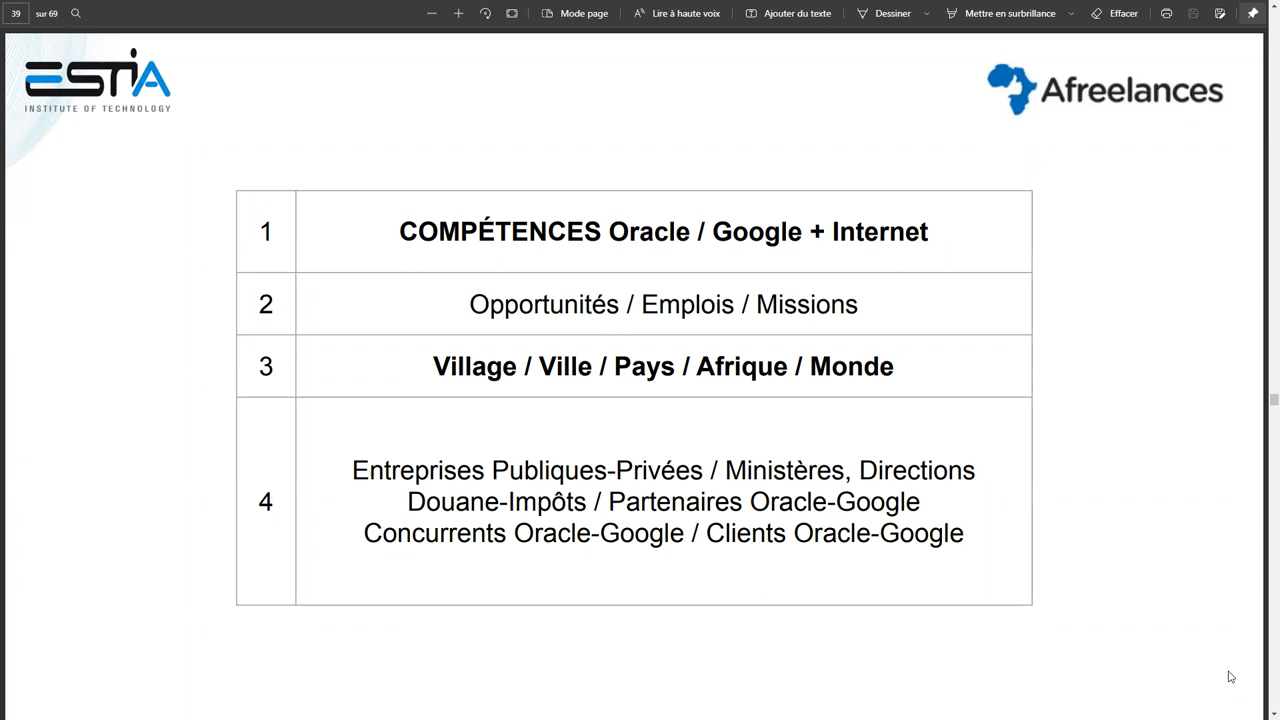 39 sur 69 Mode page Lire à haute voix Ajouter du texte Dessiner Mettre en surbrillance Effacer
ESTIA
INSTITUTE OF TECHNOLOGY
Afreelances
1 COMPÉTENCES Oracle / Google + Internet
2 Opportunités / Emplois / Missions
3 Village / Ville / Pays / Afrique / Monde
4
Entreprises Publiques-Privées / Ministères, Directions
Douane-Impôts / Partenaires Oracle-Google
Concurrents Oracle-Google / Clients Oracle-Google